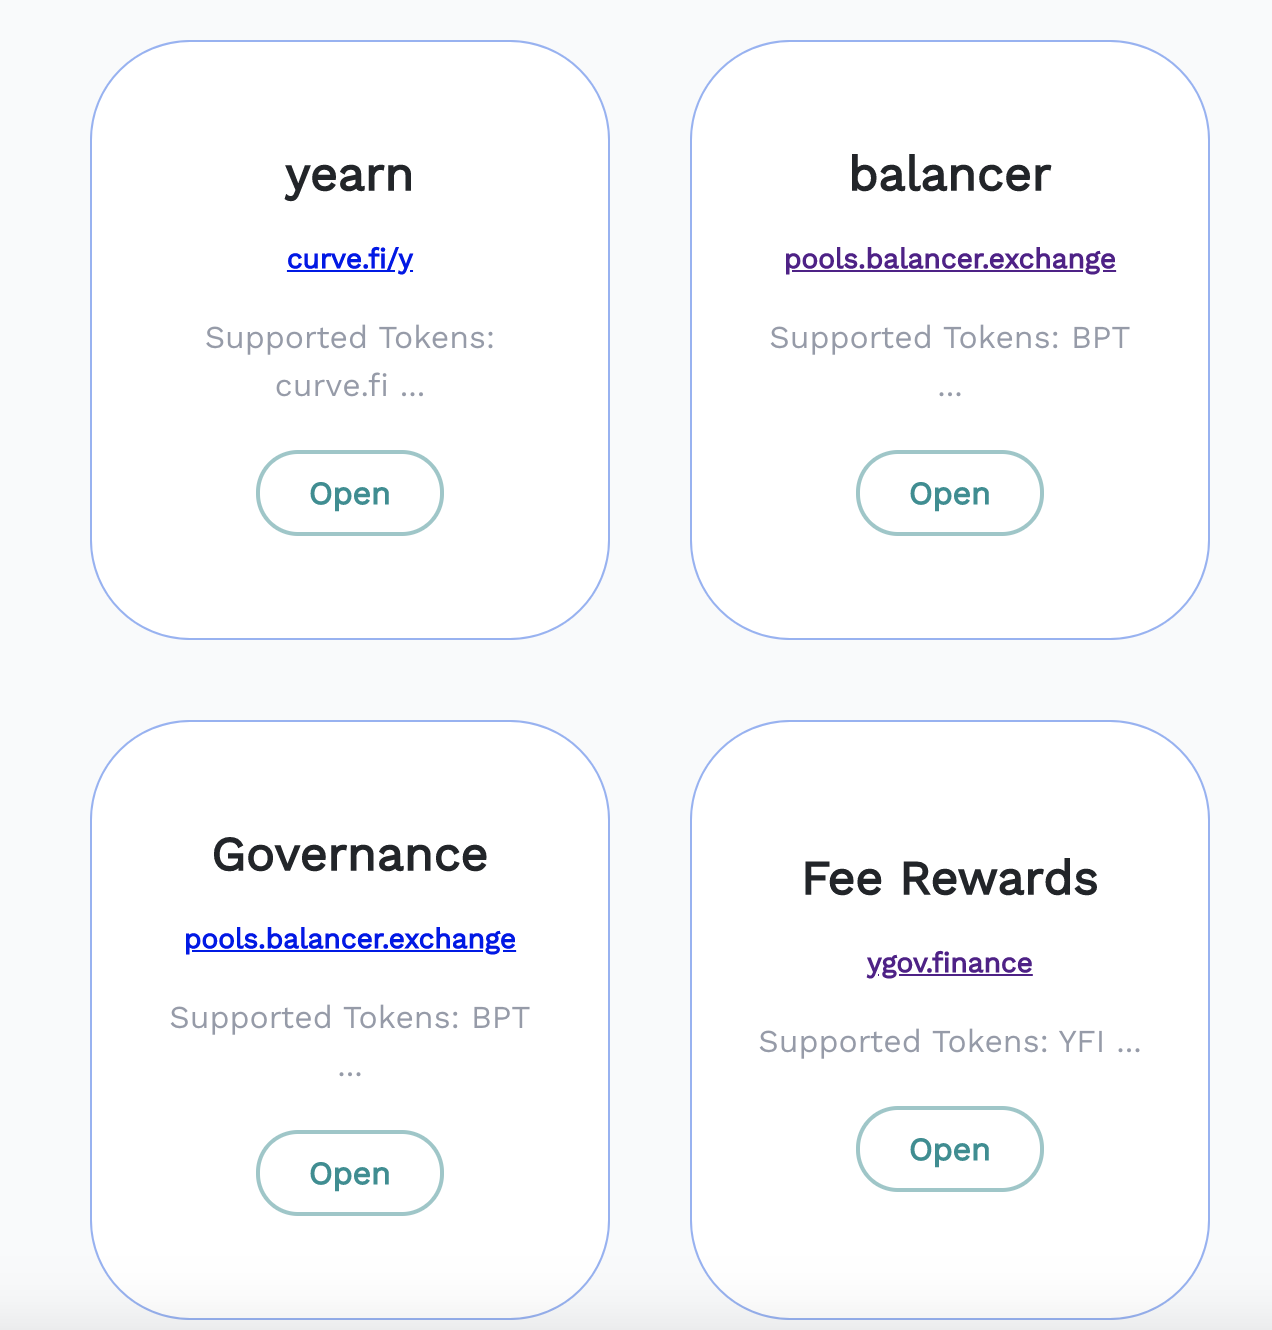 yearn
curve.fi/y
Supported Tokens:
curve.fi ...
Open
balancer
pools.balancer.exchange
Supported Tokens: BPT
...
Open
Governance
pools.balancer.exchange
Supported Tokens: BPT
...
Open
Fee Rewards
ygov.finance
Supported Tokens: YFI ...
Open